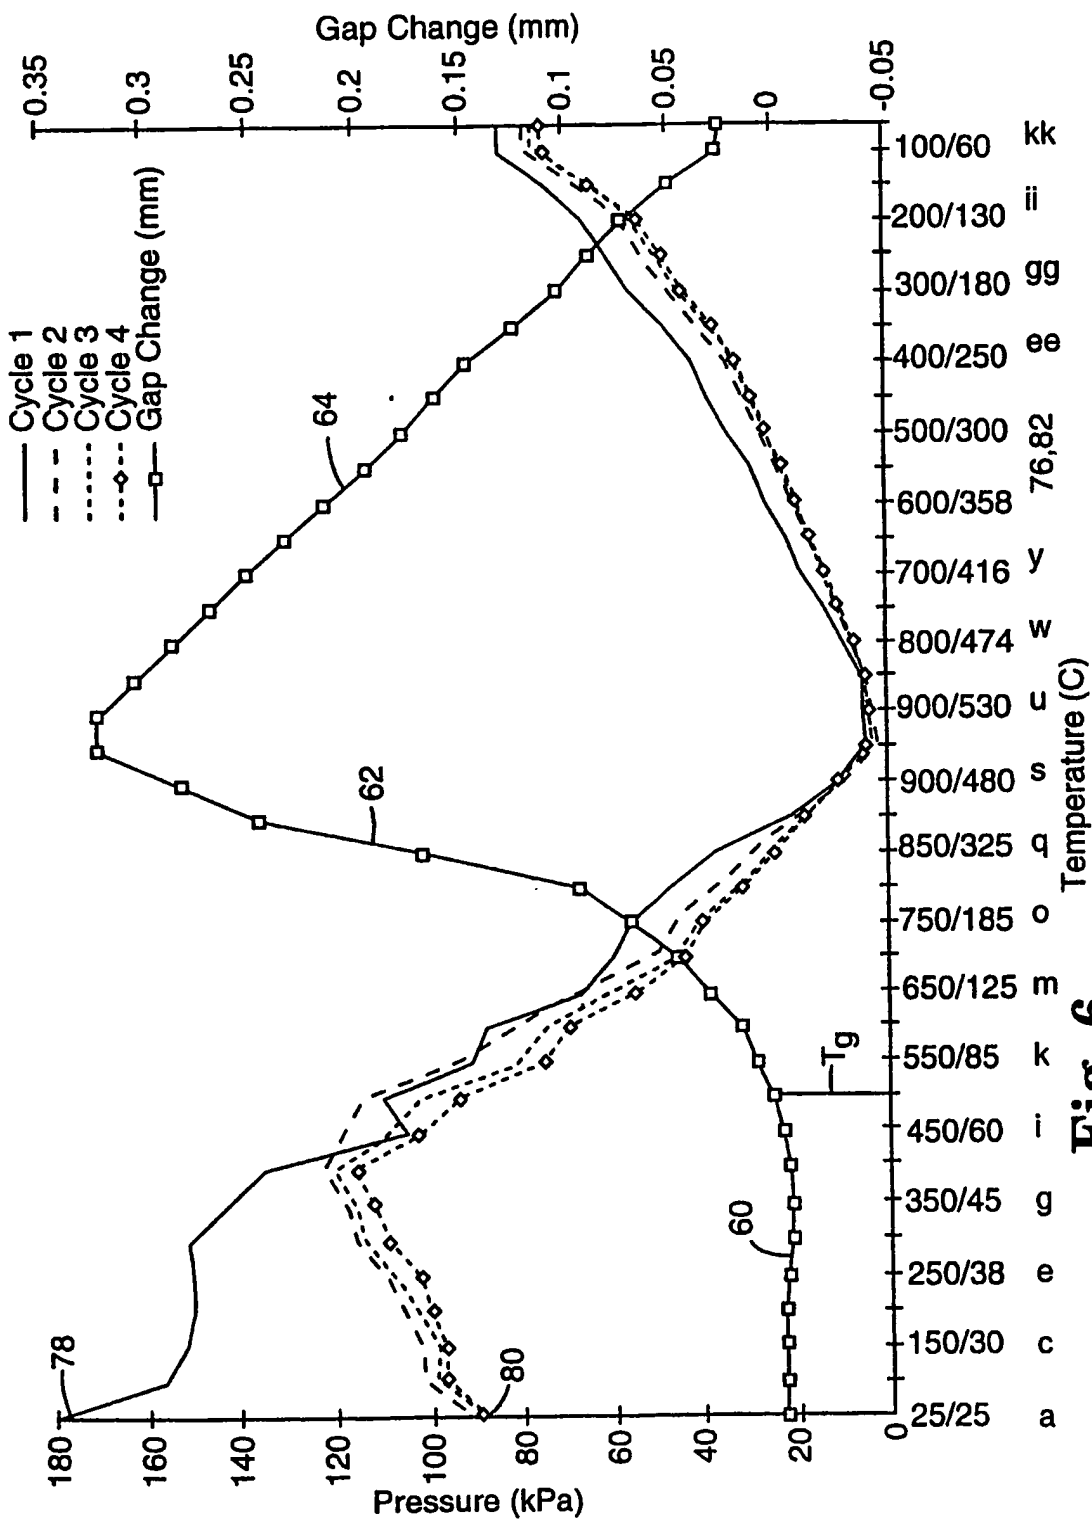 Cycle 1
Cycle 2
Cycle 3
Cycle 4
Gap Change (mm)
Pressure (kPa)
180
160
140
120
100
80
60
40
20
0
Gap Change (mm)
0.35
0.3
0.25
0.2
0.15
0.1
0.05
0
-0.05
78
80
60
62
64
Tg
25/25
150/30
250/38
350/45
450/60
550/85
650/125
750/185
850/325
900/480
900/530
800/474
700/416
600/358
500/300
400/250
300/180
200/130
100/60
a
c
e
g
i
k
m
o
q
s
u
w
y
76,82
ee
gg
ii
kk
Temperature (C)
Fig. 6